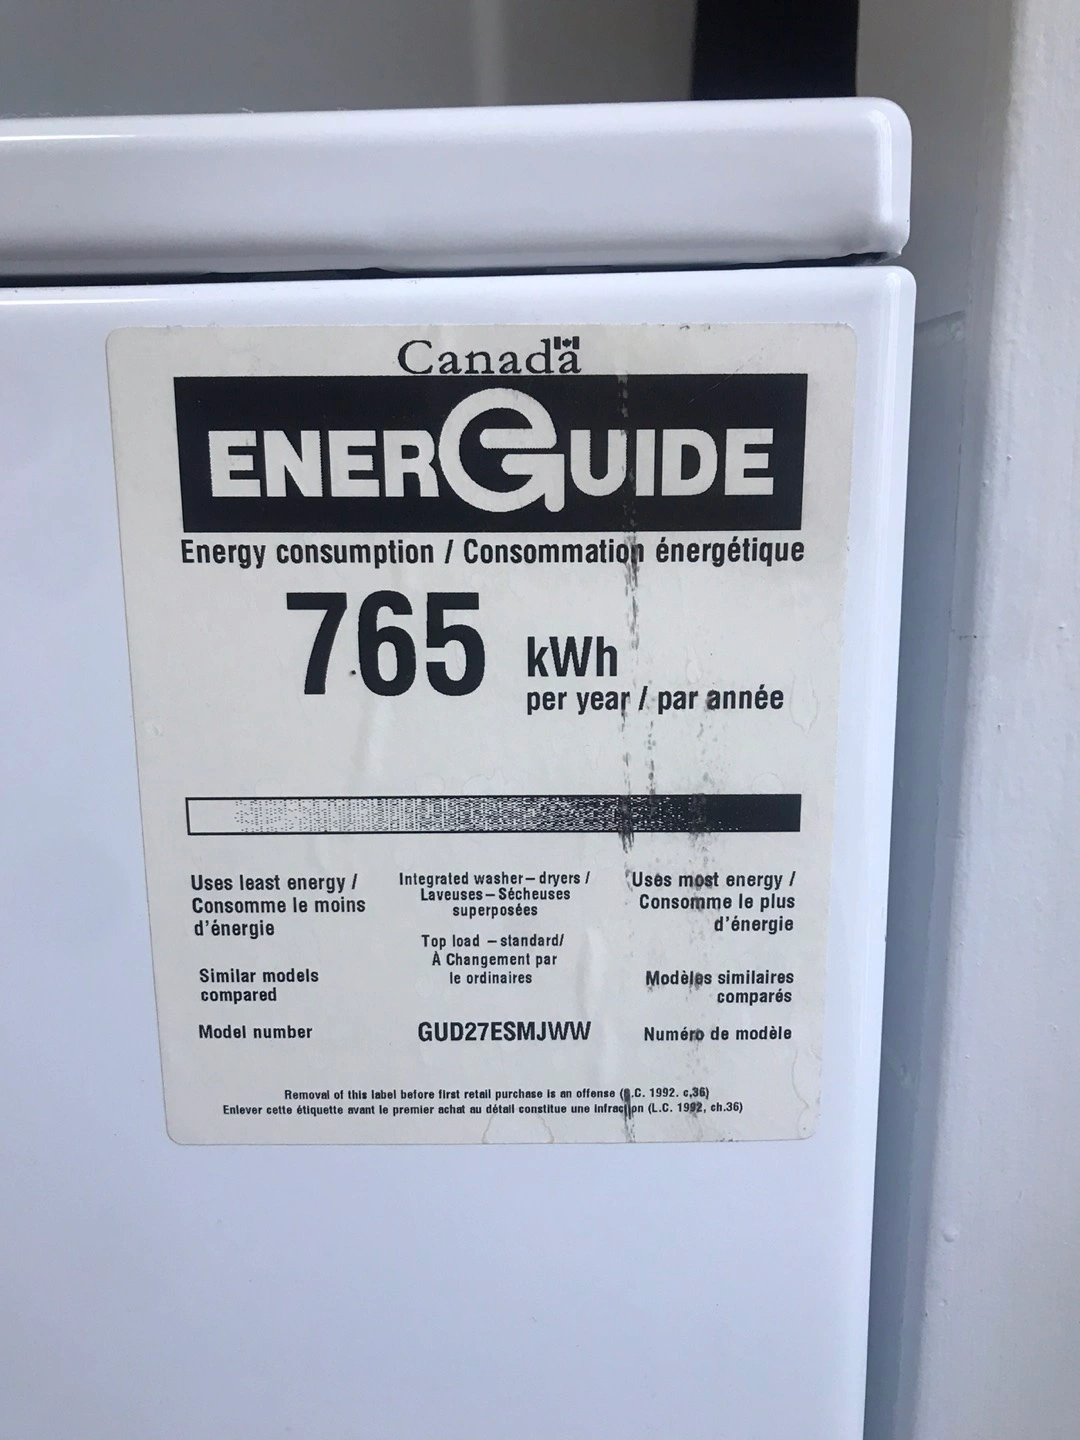 Canada
ENERGUIDE
Energy consumption / Consommation énergétique
765 kWh
per year / par année
Uses least energy /
Consomme le moins
d'énergie
Integrated washer – dryers /
Laveuses – Sécheuses
superposées
Uses most energy /
Consomme le plus
d'énergie
Top load – standard/
À Changement par
le ordinaires
Similar models
compared
Modèles similaires
comparés
Model number
GUD27ESMJWW
Numéro de modèle
Removal of this label before first retail purchase is an offense ( .C. 1992. c,36)
Enlever cette étiquette avant le premier achat au détail constitue une infraction (L.C. 1992, ch.36)